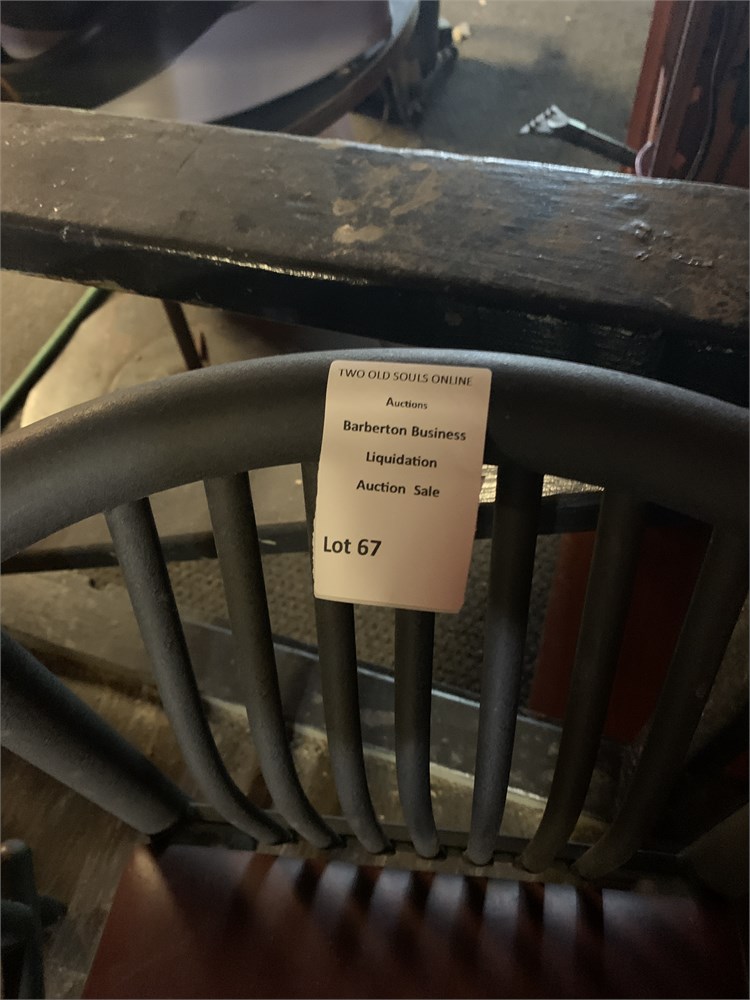 TWO OLD SOULS ONLINE
Auctions
Barberton Business
Liquidation
Auction Sale
Lot 67